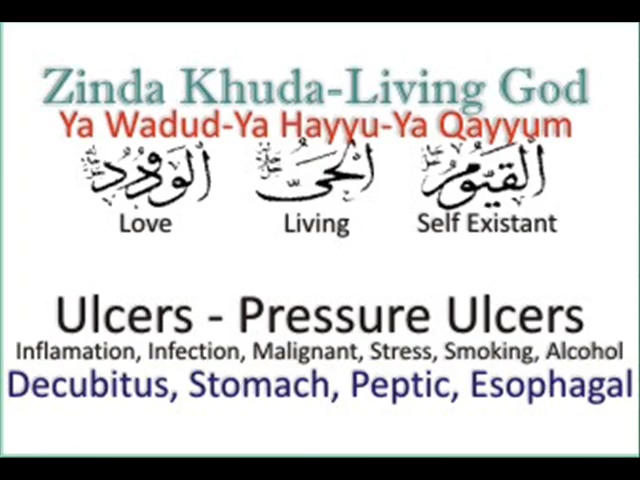 Zinda Khuda-Living God
Ya Wadud-Ya Hayyu-Ya Qayyum
الودود الحي القيوم
Love Living Self Existant
Ulcers - Pressure Ulcers
Inflamation, Infection, Malignant, Stress, Smoking, Alcohol
Decubitus, Stomach, Peptic, Esophagal